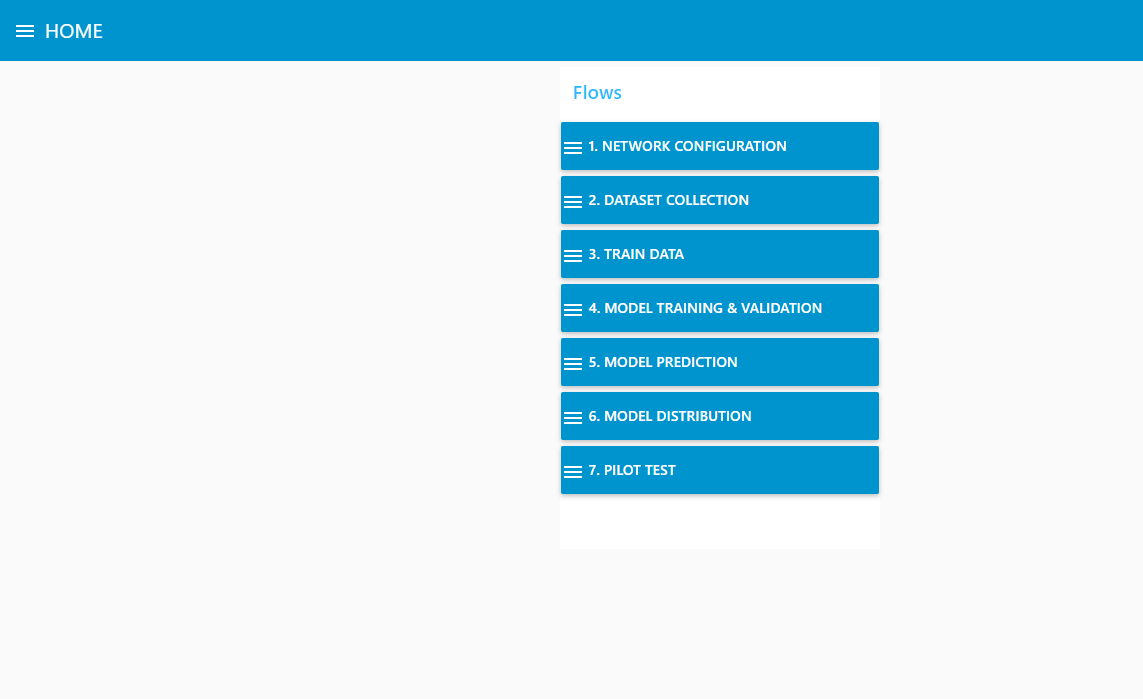 HOME
Flows
1. NETWORK CONFIGURATION
2. DATASET COLLECTION
3. TRAIN DATA
4. MODEL TRAINING & VALIDATION
5. MODEL PREDICTION
6. MODEL DISTRIBUTION
7. PILOT TEST